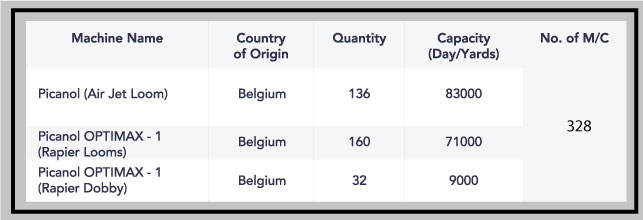 Machine Name Country of Origin Quantity Capacity (Day/Yards) No. of M/C
Picanol (Air Jet Loom) Belgium 136 83000
328
Picanol OPTIMAX - 1 (Rapier Looms) Belgium 160 71000
Picanol OPTIMAX - 1 (Rapier Dobby) Belgium 32 9000